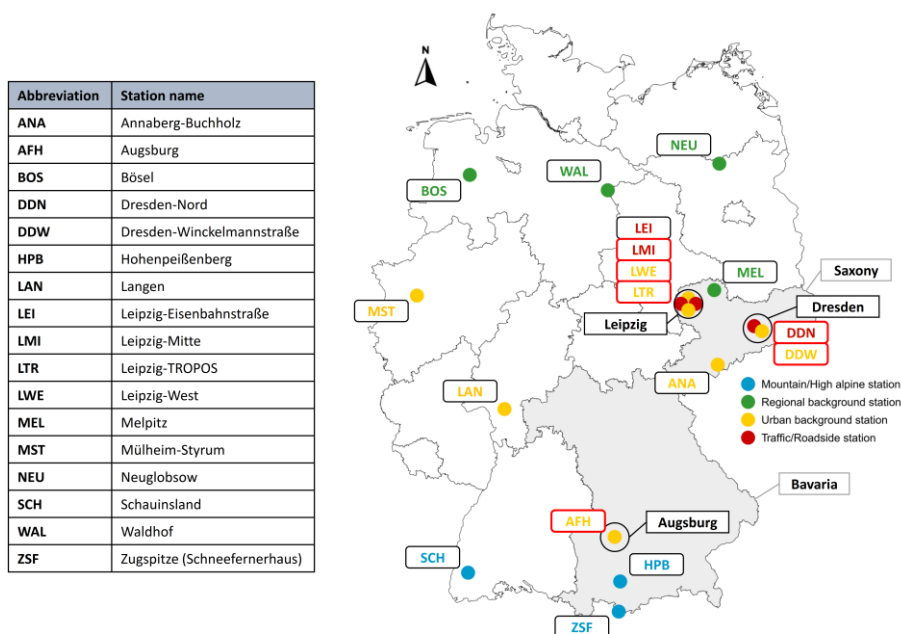 Abbreviation Station name
ANA Annaberg-Buchholz
AFH Augsburg
BOS Bösel
DDN Dresden-Nord
DDW Dresden-Winckelmannstraße
HPB Hohenpeißenberg
LAN Langen
LEI Leipzig-Eisenbahnstraße
LMI Leipzig-Mitte
LTR Leipzig-TROPOS
LWE Leipzig-West
MEL Melpitz
MST Mülheim-Styrum
NEU Neuglobsow
SCH Schauinsland
WAL Waldhof
ZSF Zugspitze (Schneefernerhaus)
N
NEU
WAL
BOS
LEI
LMI
LWE
LTR
MEL
Saxony
MST
Leipzig
Dresden
DDN
DDW
ANA
LAN
Mountain/High alpine station
Regional background station
Urban background station
Traffic/Roadside station
Bavaria
AFH
Augsburg
SCH
HPB
ZSF